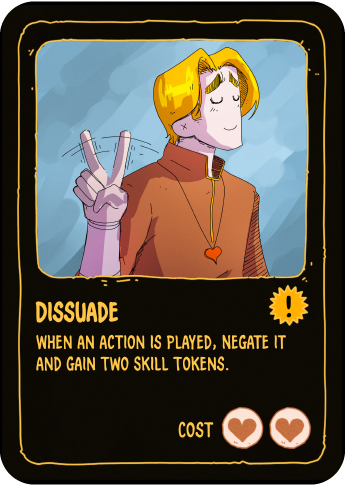 DISSUADE
!
WHEN AN ACTION IS PLAYED, NEGATE IT
AND GAIN TWO SKILL TOKENS.
COST